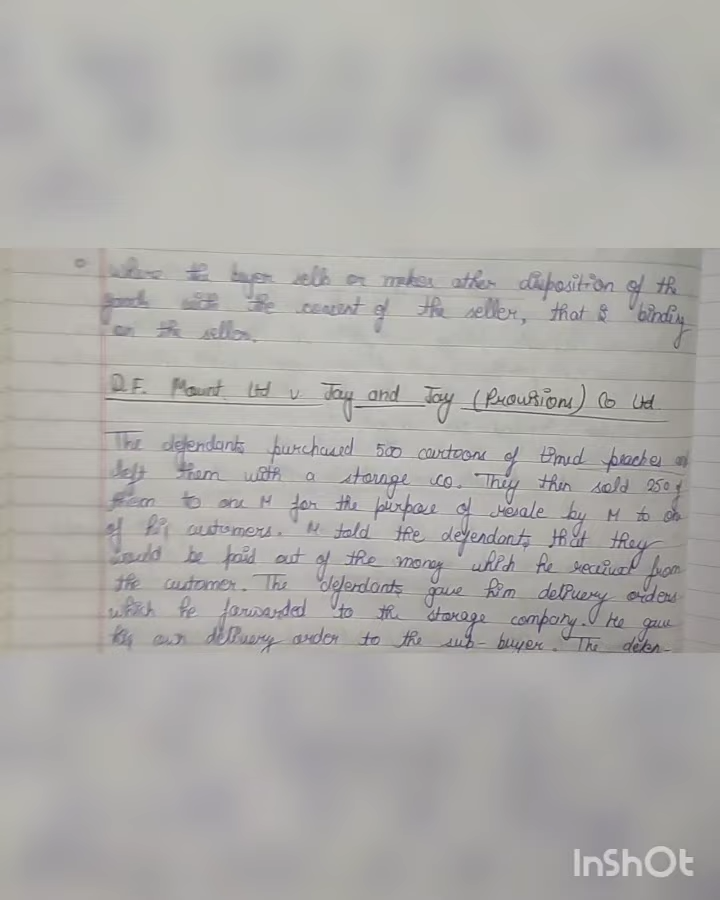 where the buyer sells or makes other disposition of the
goods with the consent of the seller, that is binding
on the seller.
D.F. Mount Ltd v. Jay and Jay (Provisions) Co Ltd.
The defendants purchased 500 cartoons of tined peaches and
left them with a storage co. They then sold 250 of
them to one M for the purpose of resale by M to one
of his customers. M told the defendants that they
would be paid out of the money which he received from
the customer. The defendants gave him delivery orders
which he forwarded to the storage company. He gave
his own delivery order to the sub-buyer. The defen-
InShOt